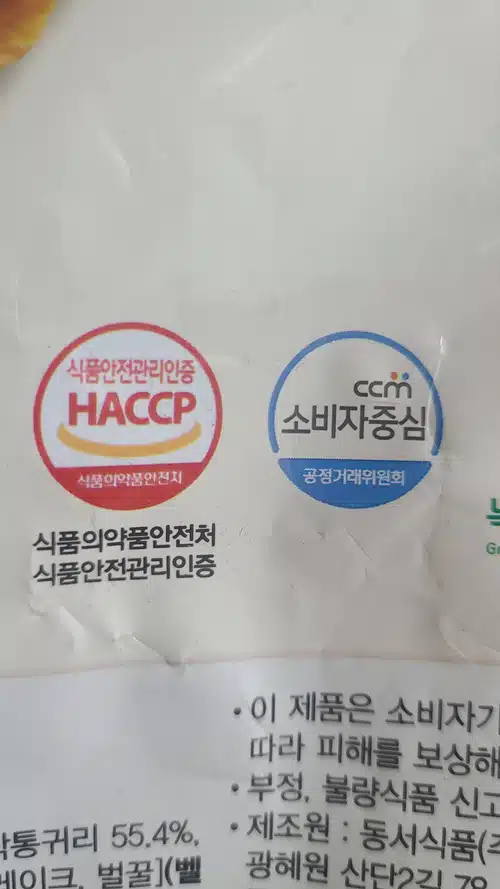 식품안전관리인증
HACCP
식품의약품안전처
식품의약품안전처
식품안전관리인증
ccm
소비자중심
공정거래위원회
• 이 제품은 소비자기
따라 피해를 보상해
• 부정, 불량식품 신고
• 제조원 : 동서식품(주
광혜원 산단2길 79
통귀리 55.4%,
케이크, 벌꿀](벨